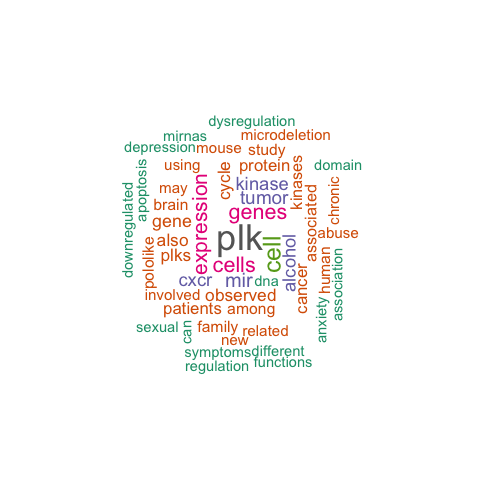 dysregulation
mirnas
microdeletion
depression
mouse
study
using
cycle
protein
domain
may
kinase
kinases
apoptosis
brain
tumor
chronic
downregulated
gene
expression
genes
associated
abuse
also
plk
cell
pololike
plks
cells
alcohol
human
association
cxcr
mir
dna
cancer
involved
observed
anxiety
patients
among
sexual
can
family
related
new
symptoms
different
regulation
functions